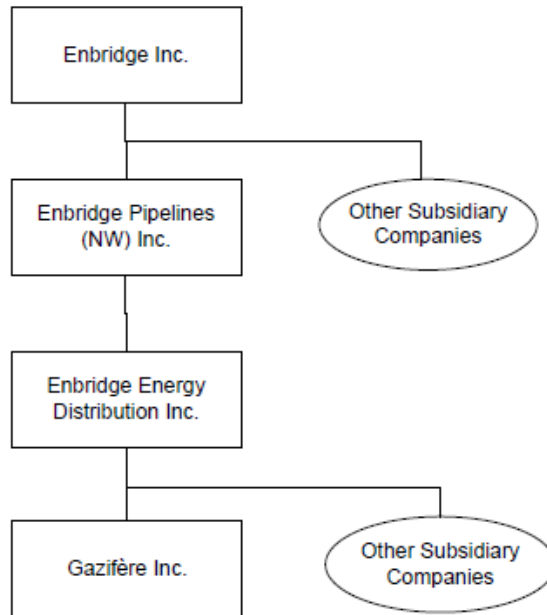 Enbridge Inc.
Enbridge Pipelines
(NW) Inc.
Other Subsidiary
Companies
Enbridge Energy
Distribution Inc.
Gazifère Inc.
Other Subsidiary
Companies